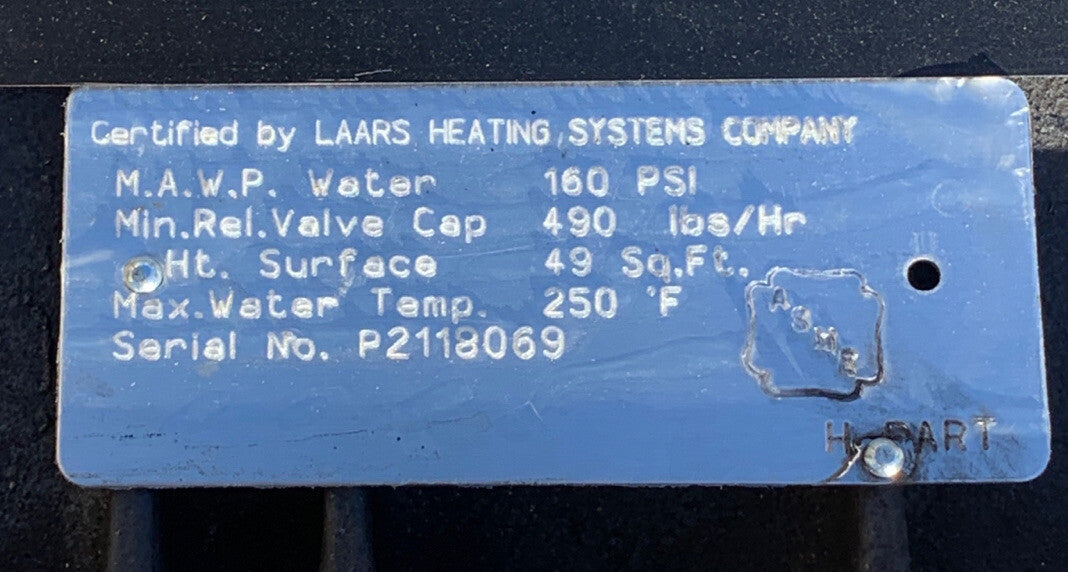 Certified by LAARS HEATING SYSTEMS COMPANY
M.A.W.P. Water 160 PSI
Min.Rel.Valve Cap 490 lbs/Hr
Ht. Surface 49 Sq.Ft.
Max.Water Temp. 250 °F
Serial No. P2118069
ASME
H PART